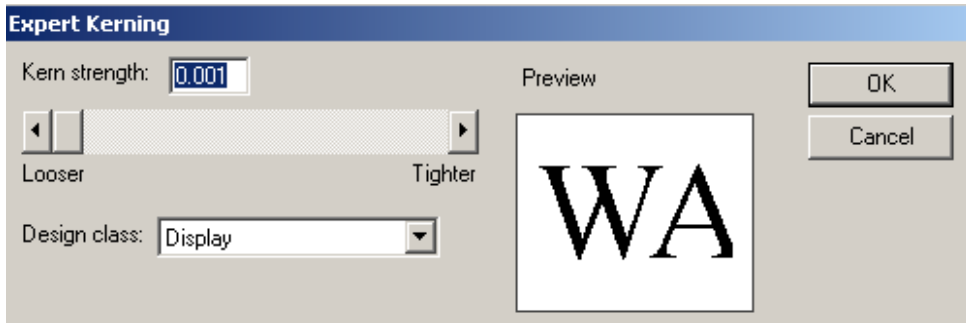 Expert Kerning
Kern strength: 0.001
Preview
OK
Cancel
Looser Tighter
Design class: Display
WA